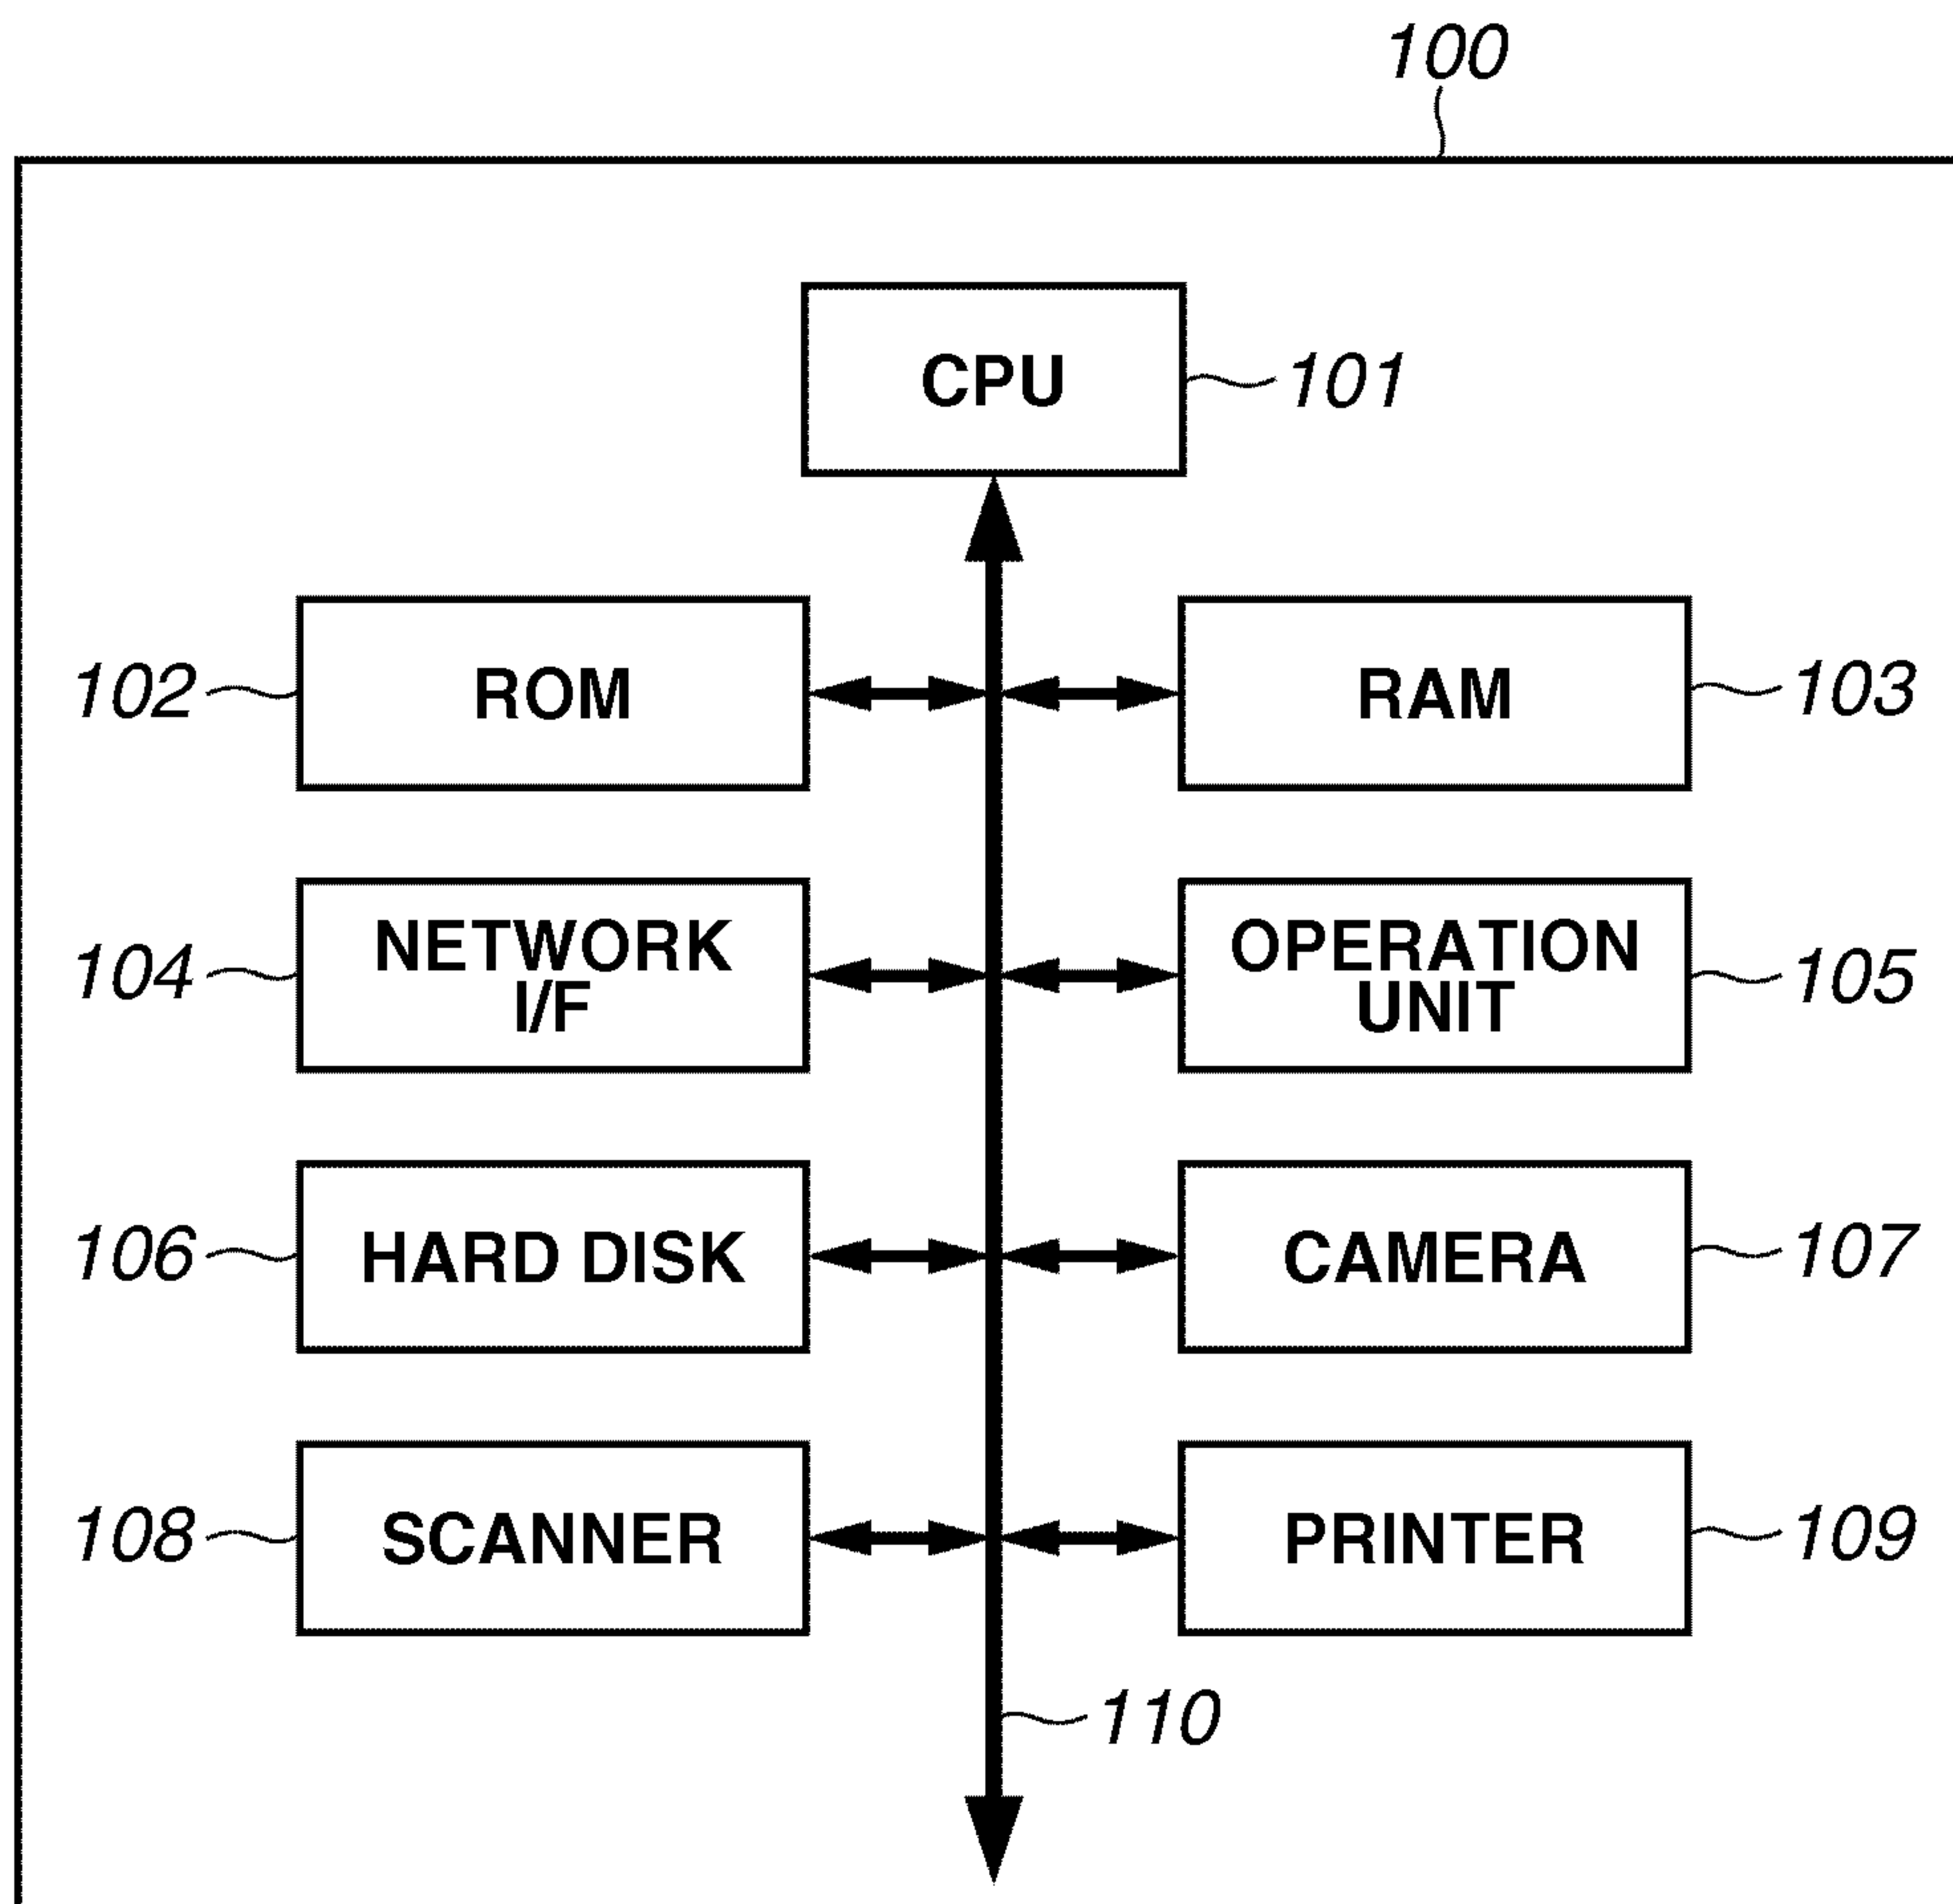 100
CPU
101
102
ROM
RAM
103
104
NETWORK
I/F
OPERATION
UNIT
105
106
HARD DISK
CAMERA
107
108
SCANNER
PRINTER
109
110